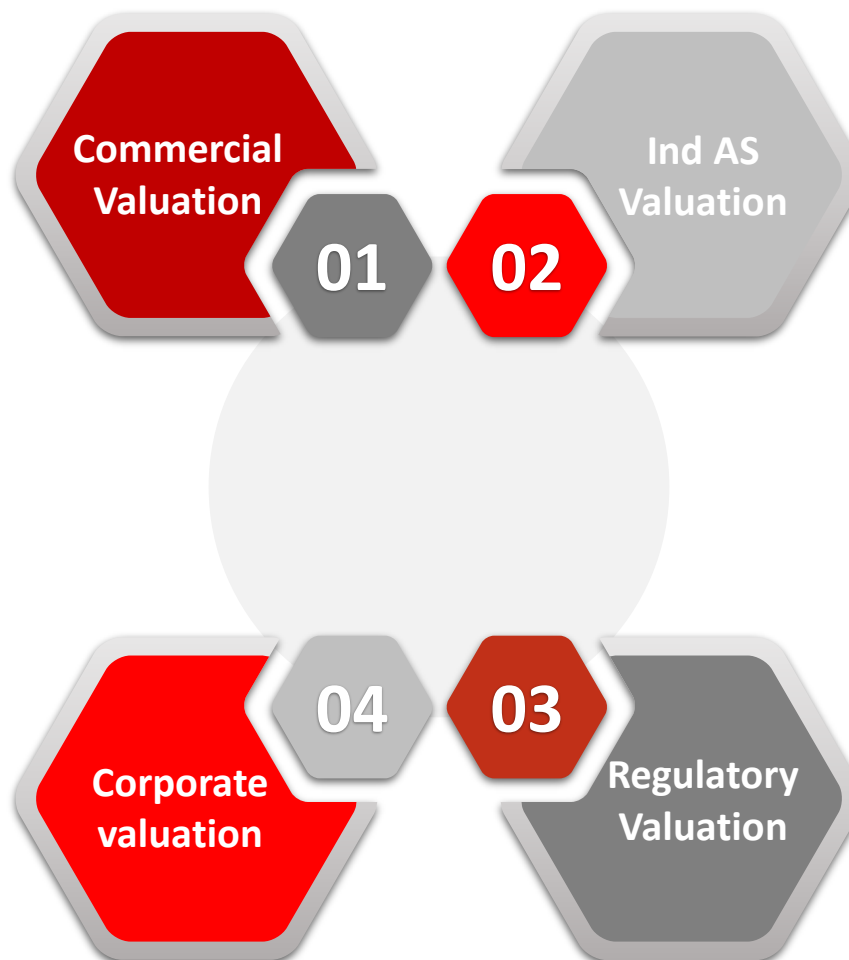 Commercial
Valuation
01
02
Ind AS
Valuation
04
Corporate
valuation
03
Regulatory
Valuation